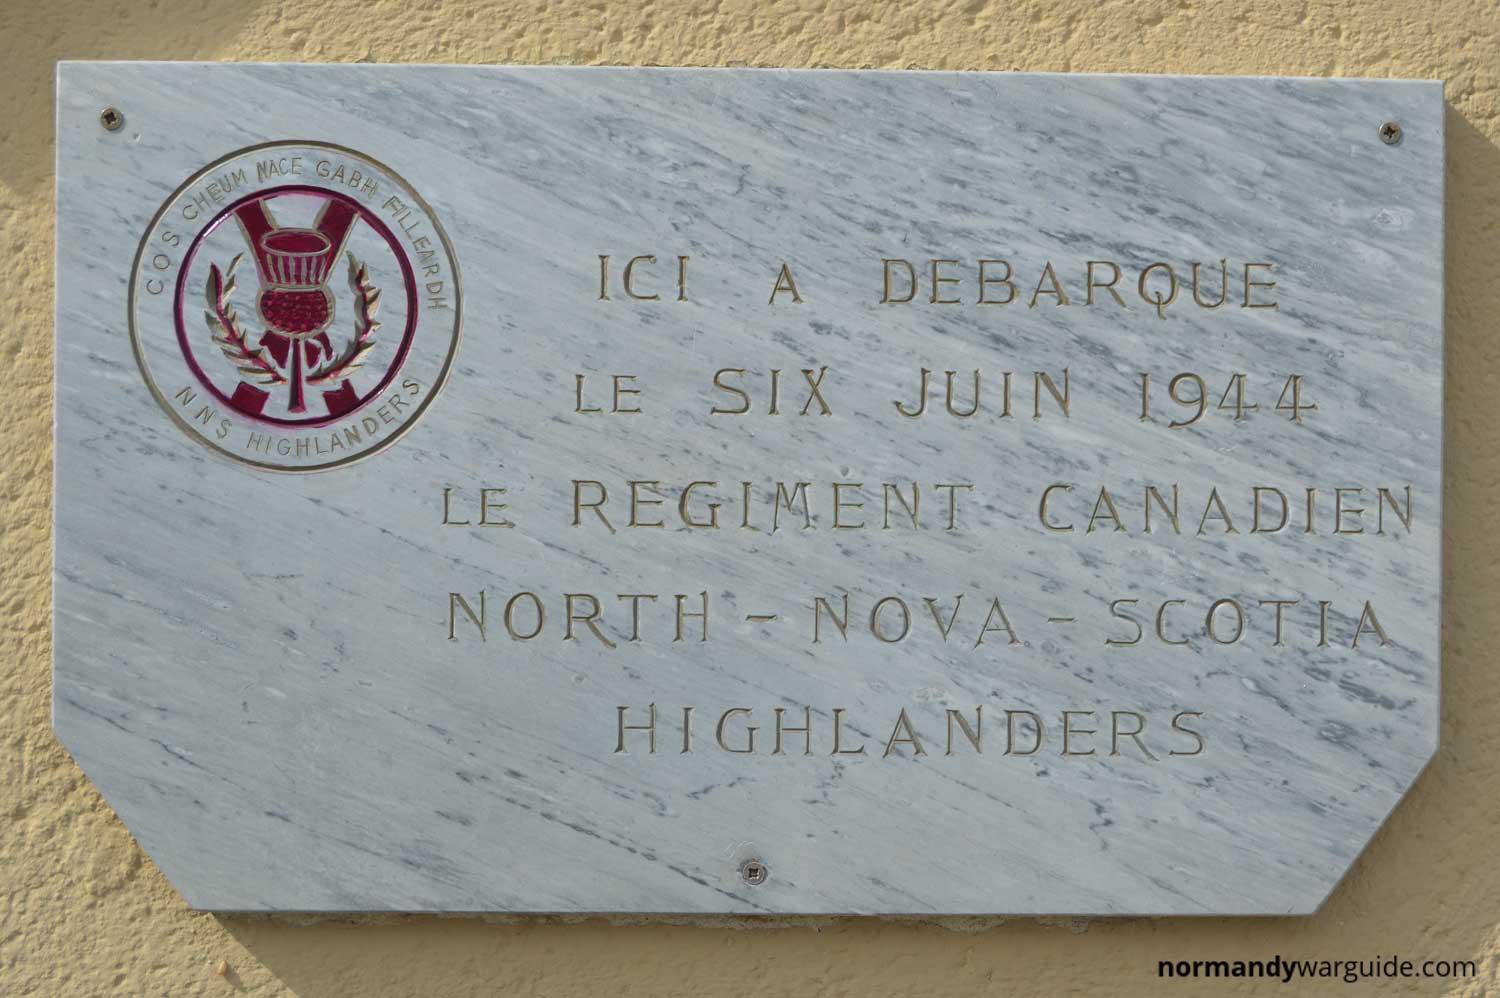 COS CHEUM NACE GABH FILLEARDH
NNS HIGHLANDERS
ICI A DEBARQUE
LE SIX JUIN 1944
LE REGIMENT CANADIEN
NORTH - NOVA - SCOTIA
HIGHLANDERS
normandywarguide.com